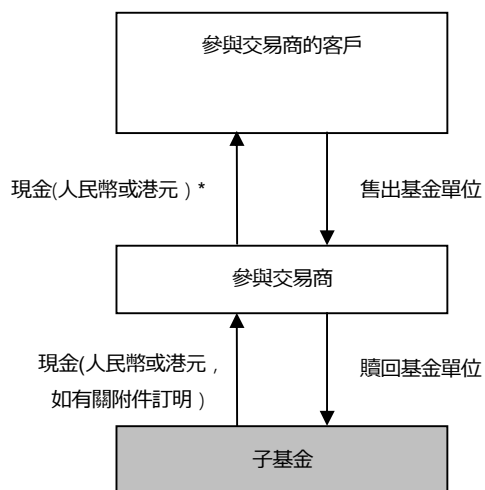 參與交易商的客戶
現金(人民幣或港元）*
售出基金單位
參與交易商
現金(人民幣或港元，
如有關附件訂明）
贖回基金單位
子基金